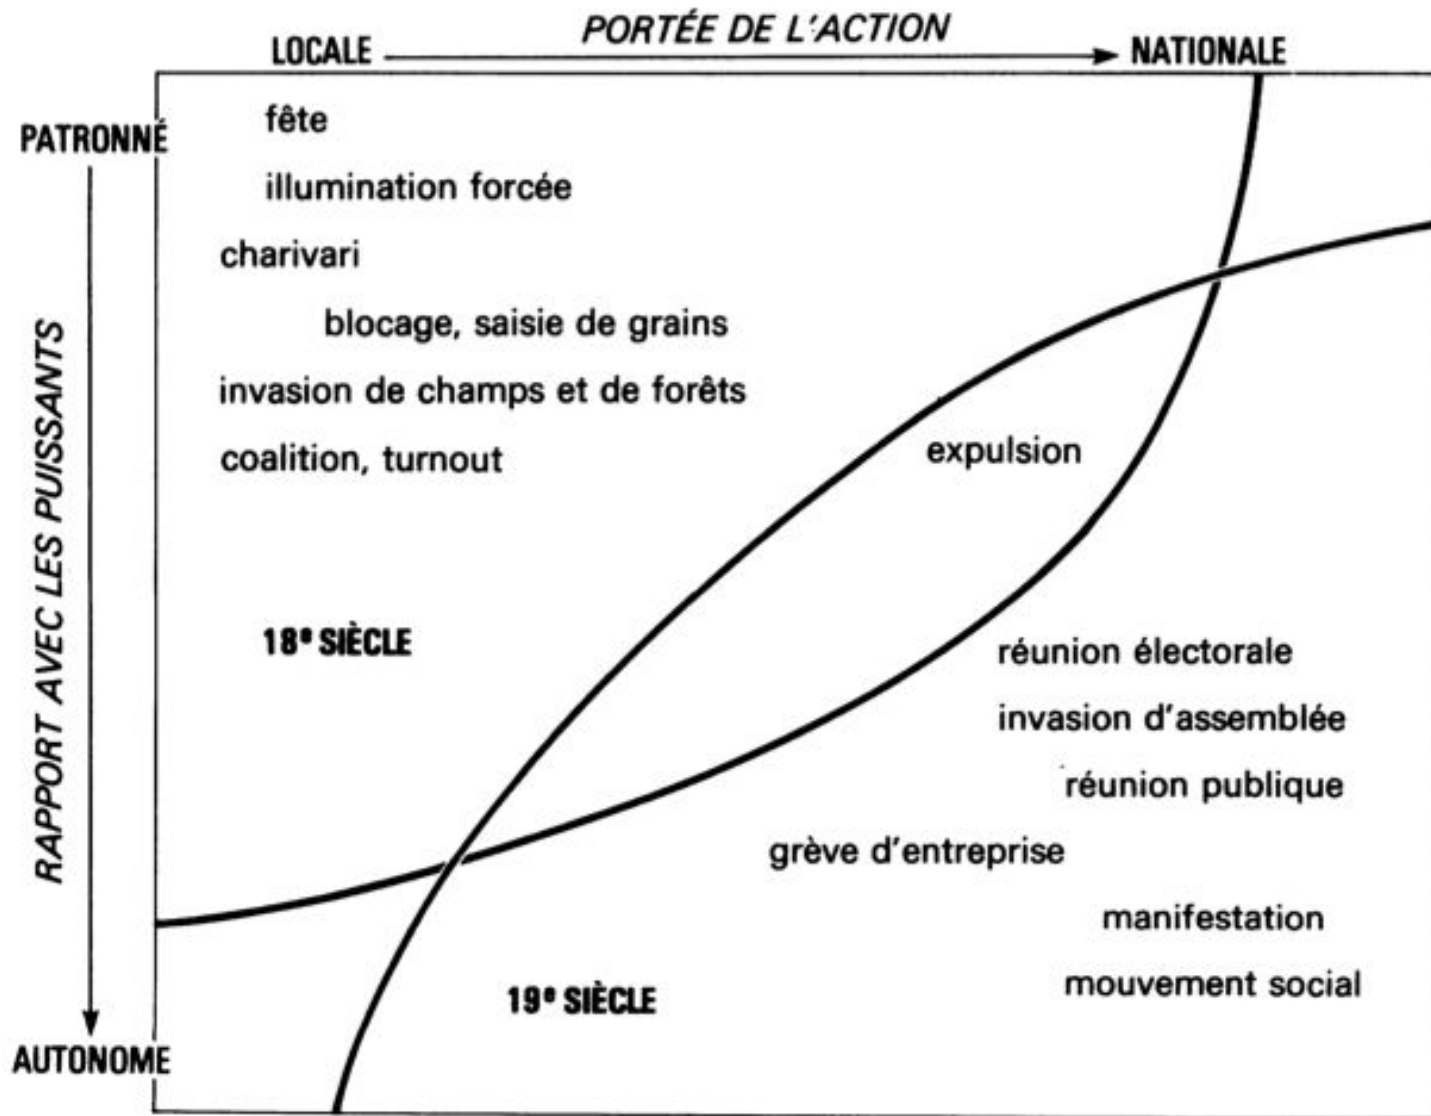 PORTÉE DE L'ACTION
LOCALE
NATIONALE
PATRONNÉ
fête
illumination forcée
charivari
blocage, saisie de grains
invasion de champs et de forêts
coalition, turnout
expulsion
RAPPORT AVEC LES PUISSANTS
18e SIÈCLE
réunion électorale
invasion d'assemblée
réunion publique
grève d'entreprise
manifestation
19e SIÈCLE
mouvement social
AUTONOME